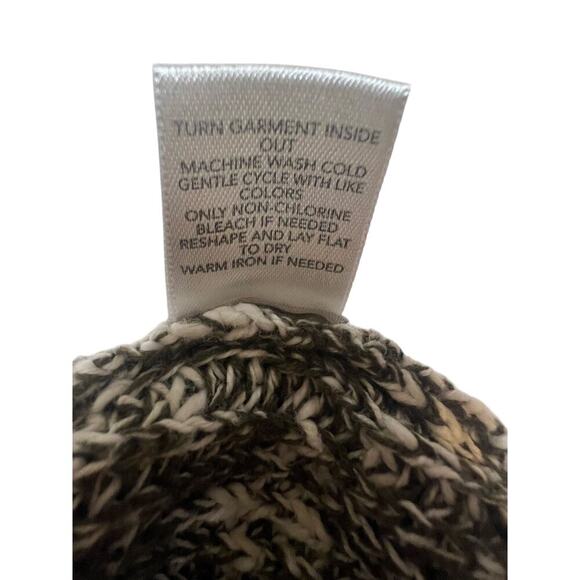 TURN GARMENT INSIDE
OUT
MACHINE WASH COLD
GENTLE CYCLE WITH LIKE
COLORS
ONLY NON-CHLORINE
BLEACH IF NEEDED
RESHAPE AND LAY FLAT
TO DRY
WARM IRON IF NEEDED